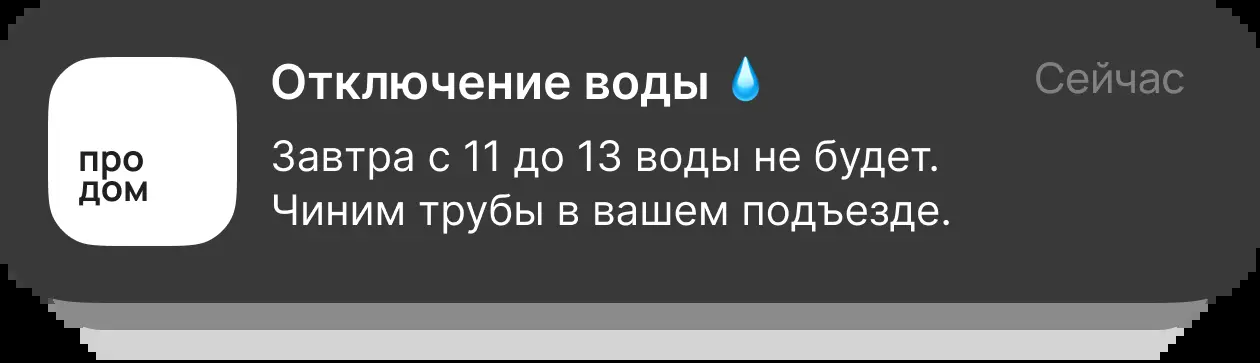 про
дом
Отключение воды 💧
Сейчас
Завтра с 11 до 13 воды не будет.
Чиним трубы в вашем подъезде.